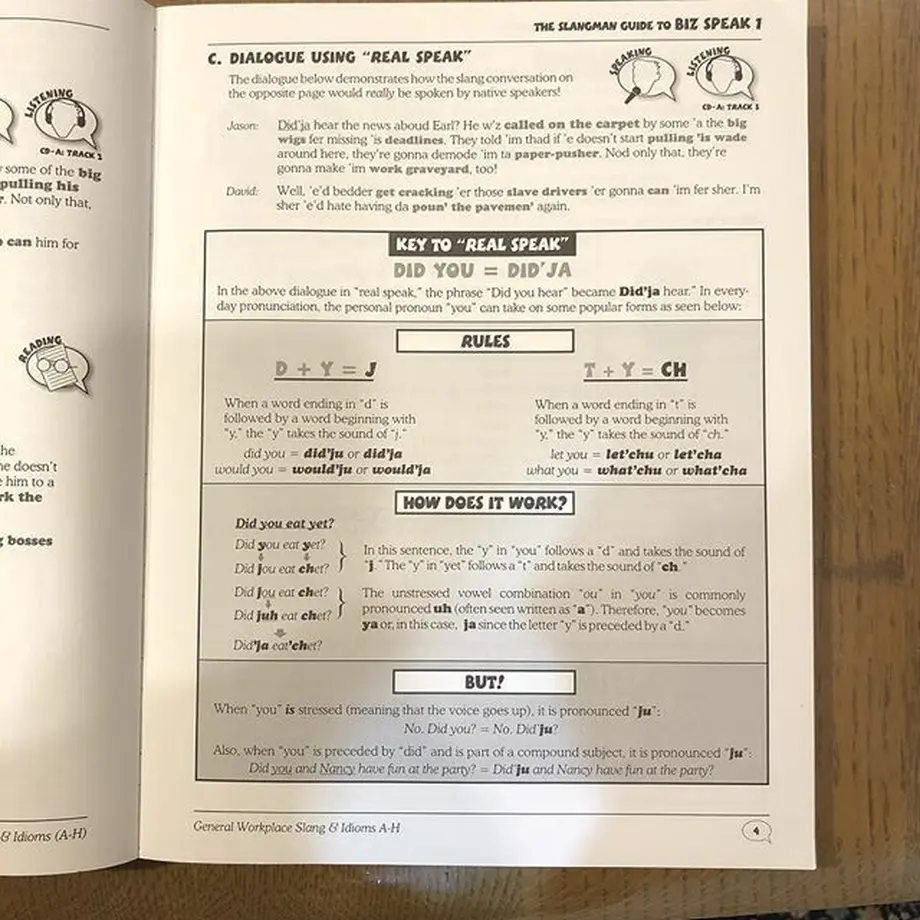 LISTENING
CD-A: TRACK 2
some of the big
pulling his
Not only that,
can him for
READING
he
e doesn't
him to a
rk the
bosses
& Idioms (A-H)
THE SLANGMAN GUIDE TO BIZ SPEAK 1
C. DIALOGUE USING "REAL SPEAK"
SPEAKING
LISTENING
CD-A: TRACK 3
The dialogue below demonstrates how the slang conversation on
the opposite page would really be spoken by native speakers!
Jason: Did'ja hear the news aboud Earl? He w'z called on the carpet by some 'a the big
wigs fer missing 'is deadlines. They told 'im thad if 'e doesn't start pulling 'is wade
around here, they're gonna demode 'im ta paper-pusher. Nod only that, they're
gonna make 'im work graveyard, too!
David: Well, 'e'd bedder get cracking 'er those slave drivers 'er gonna can 'im fer sher. I'm
sher 'e'd hate having da poun' the pavemen' again.
KEY TO "REAL SPEAK"
DID YOU = DID'JA
In the above dialogue in "real speak," the phrase "Did you hear" became Did'ja hear." In every-
day pronunciation, the personal pronoun "you" can take on some popular forms as seen below:
RULES
D + Y = J
When a word ending in "d" is
followed by a word beginning with
"y," the "y" takes the sound of "j."
did you = did'ju or did'ja
would you = would'ju or would'ja
T + Y = CH
When a word ending in "t" is
followed by a word beginning with
"y," the "y" takes the sound of "ch."
let you = let'chu or let'cha
what you = what'chu or what'cha
HOW DOES IT WORK?
Did you eat yet?
Did you eat yet?
Did jou eat chet?
In this sentence, the "y" in "you" follows a "d" and takes the sound of
"j." The "y" in "yet" follows a "t" and takes the sound of "ch."
Did jou eat chet?
Did juh eat chet?
Did'ja eat'chet?
The unstressed vowel combination "ou" in "you" is commonly
pronounced uh (often seen written as "a"). Therefore, "you" becomes
ya or, in this case, ja since the letter "y" is preceded by a "d."
BUT!
When "you" is stressed (meaning that the voice goes up), it is pronounced "ju":
No. Did you? = No. Did'ju?
Also, when "you" is preceded by "did" and is part of a compound subject, it is pronounced "ju":
Did you and Nancy have fun at the party? = Did'ju and Nancy have fun at the party?
General Workplace Slang & Idioms A-H